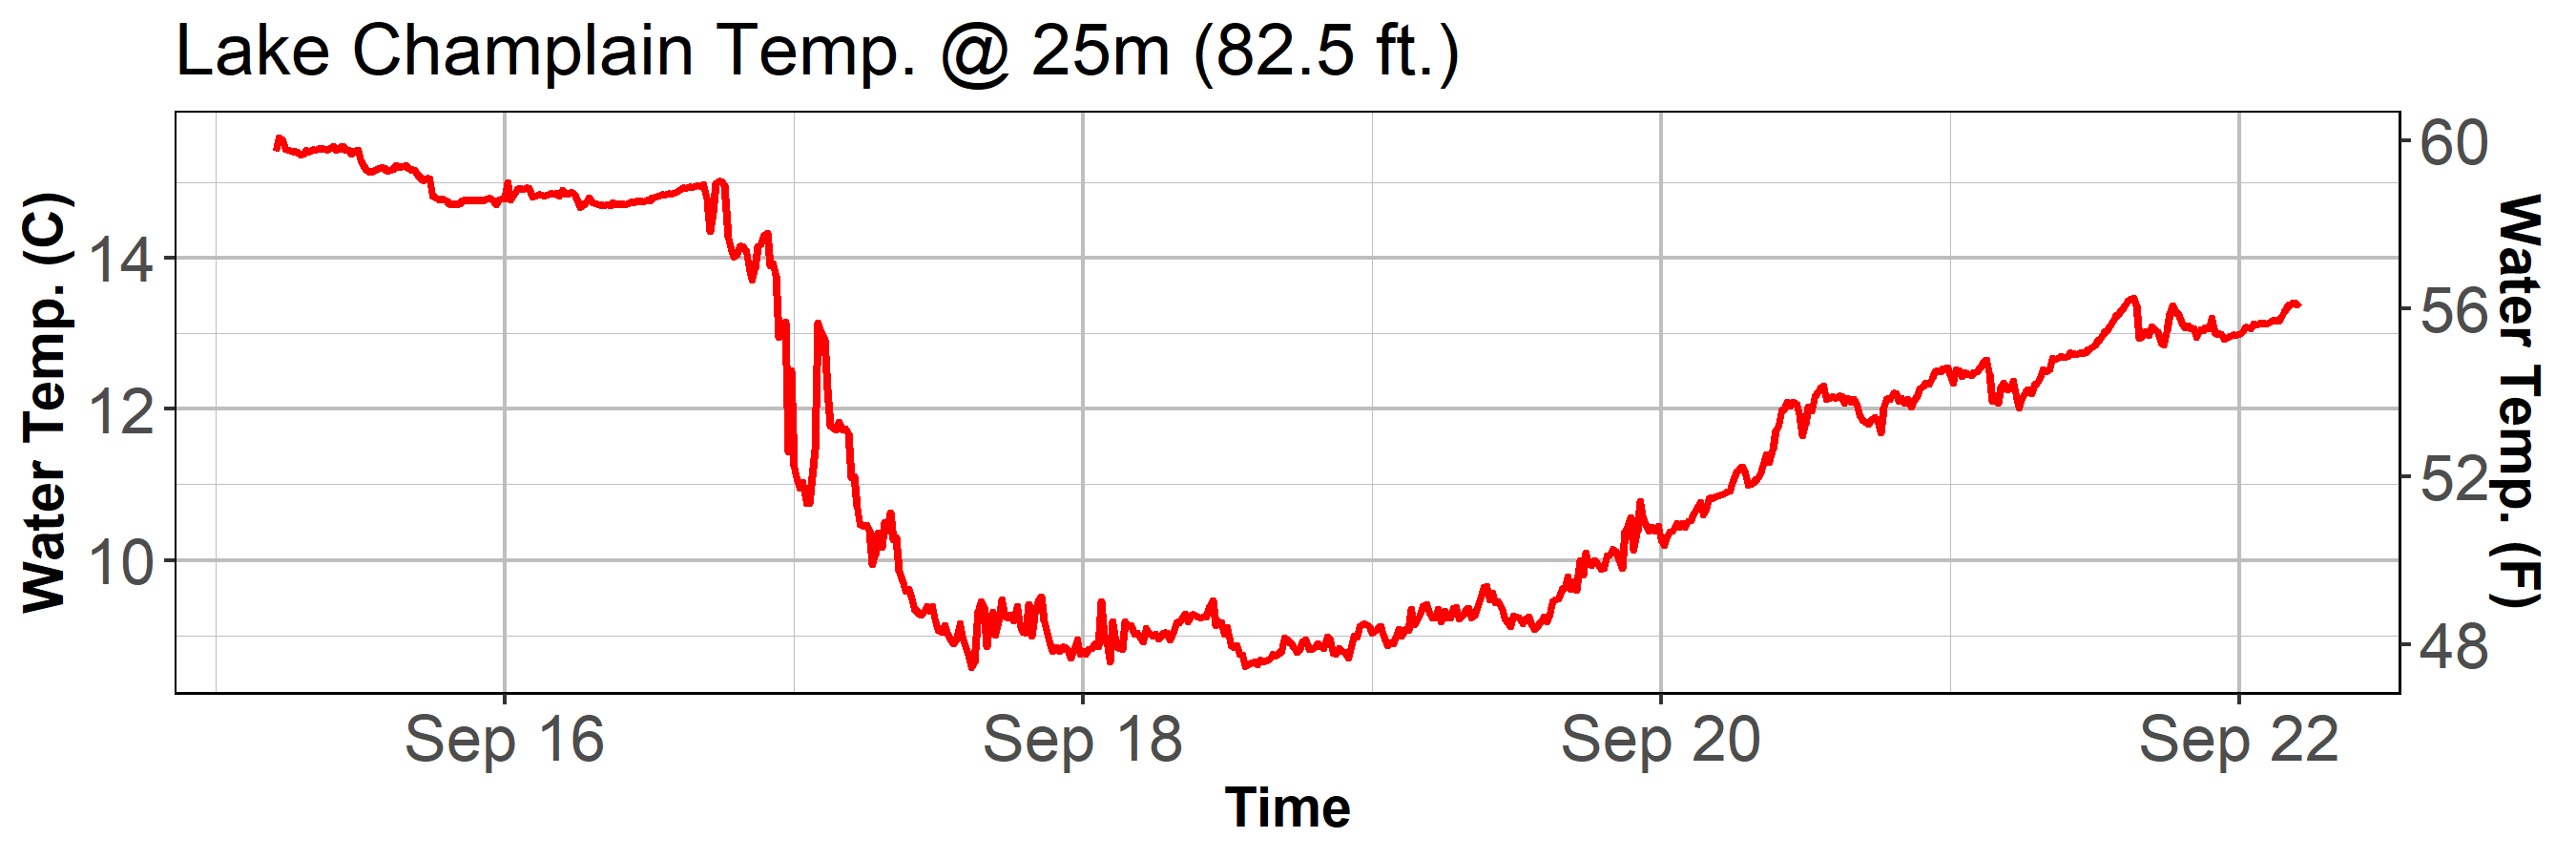 Lake Champlain Temp. @ 25m (82.5 ft.)
Water Temp. (C)
14
12
10
60
56
52
48
Water Temp. (F)
Sep 16
Sep 18
Sep 20
Sep 22
Time